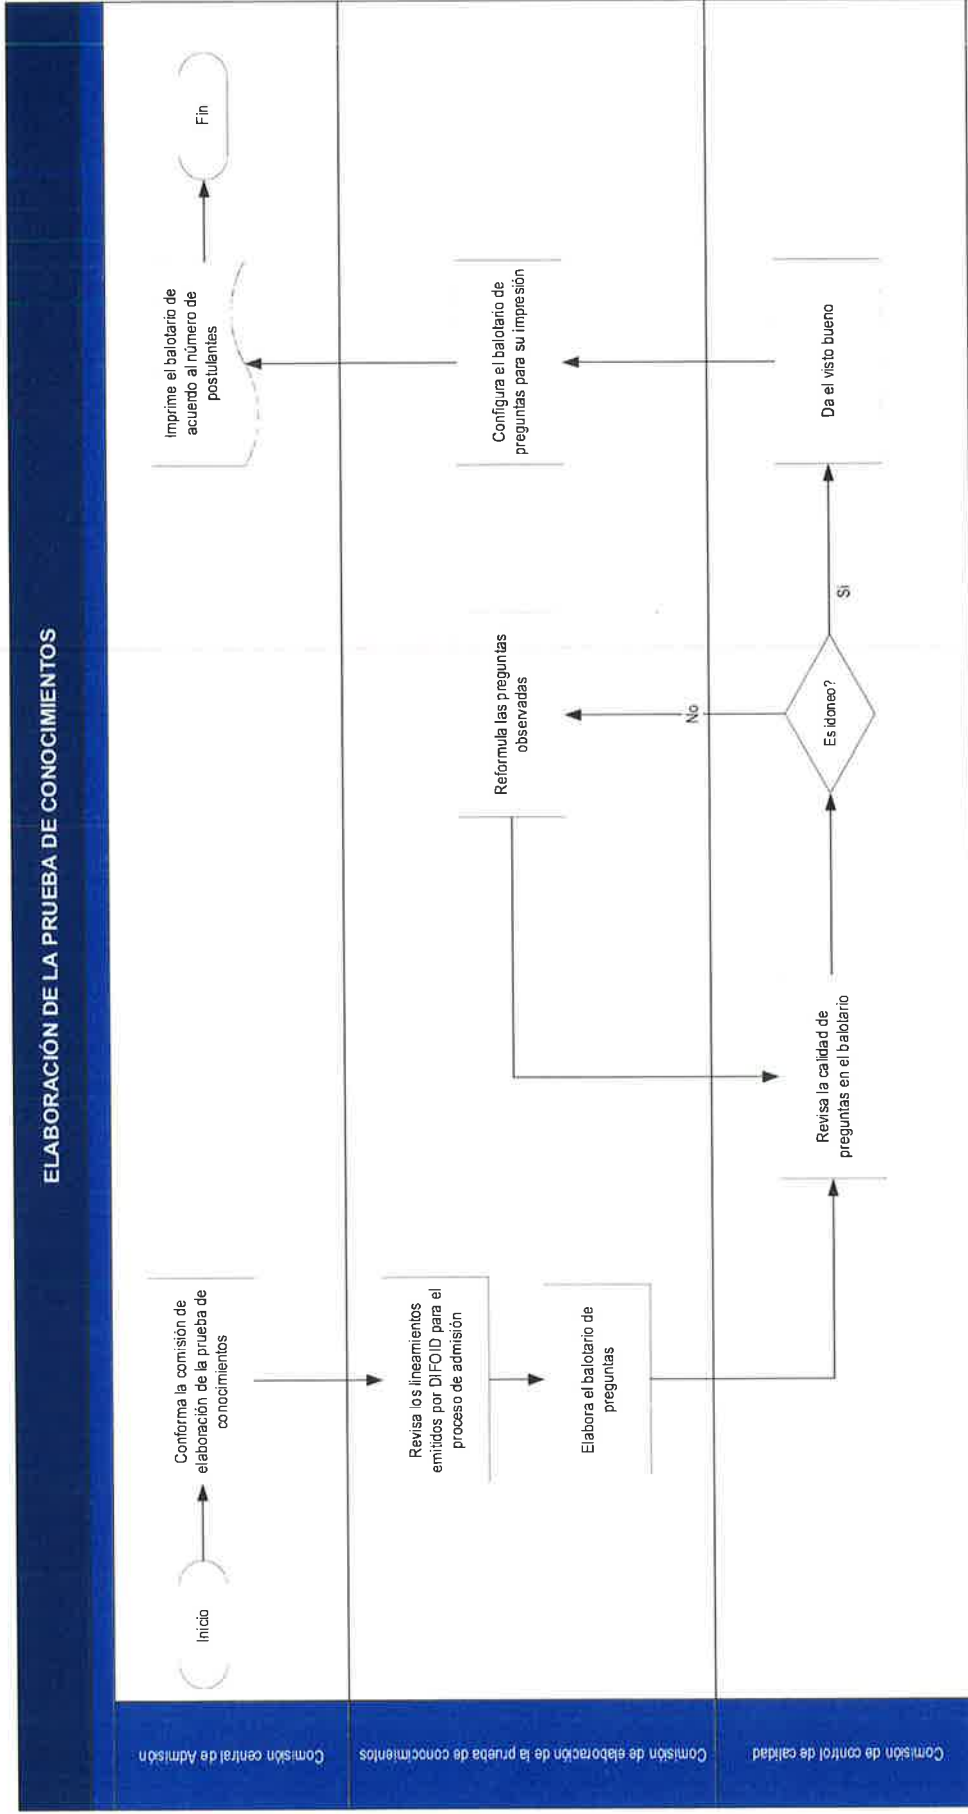 ELABORACIÓN DE LA PRUEBA DE CONOCIMIENTOS
Comisión central de Admisión
Inicio
Conforma la comisión de
elaboración de la prueba de
conocimientos
Imprime el balotario de
acuerdo al número de
postulantes
Fin
Comisión de elaboración de la prueba de conocimientos
Revisa los lineamientos
emitidos por DIFOID para el
proceso de admisión
Elabora el balotario de
preguntas
Reformula las preguntas
observadas
Configura el balotario de
preguntas para su impresión
Comisión de control de calidad
Revisa la calidad de
preguntas en el balotario
Es idoneo?
No
Si
Da el visto bueno